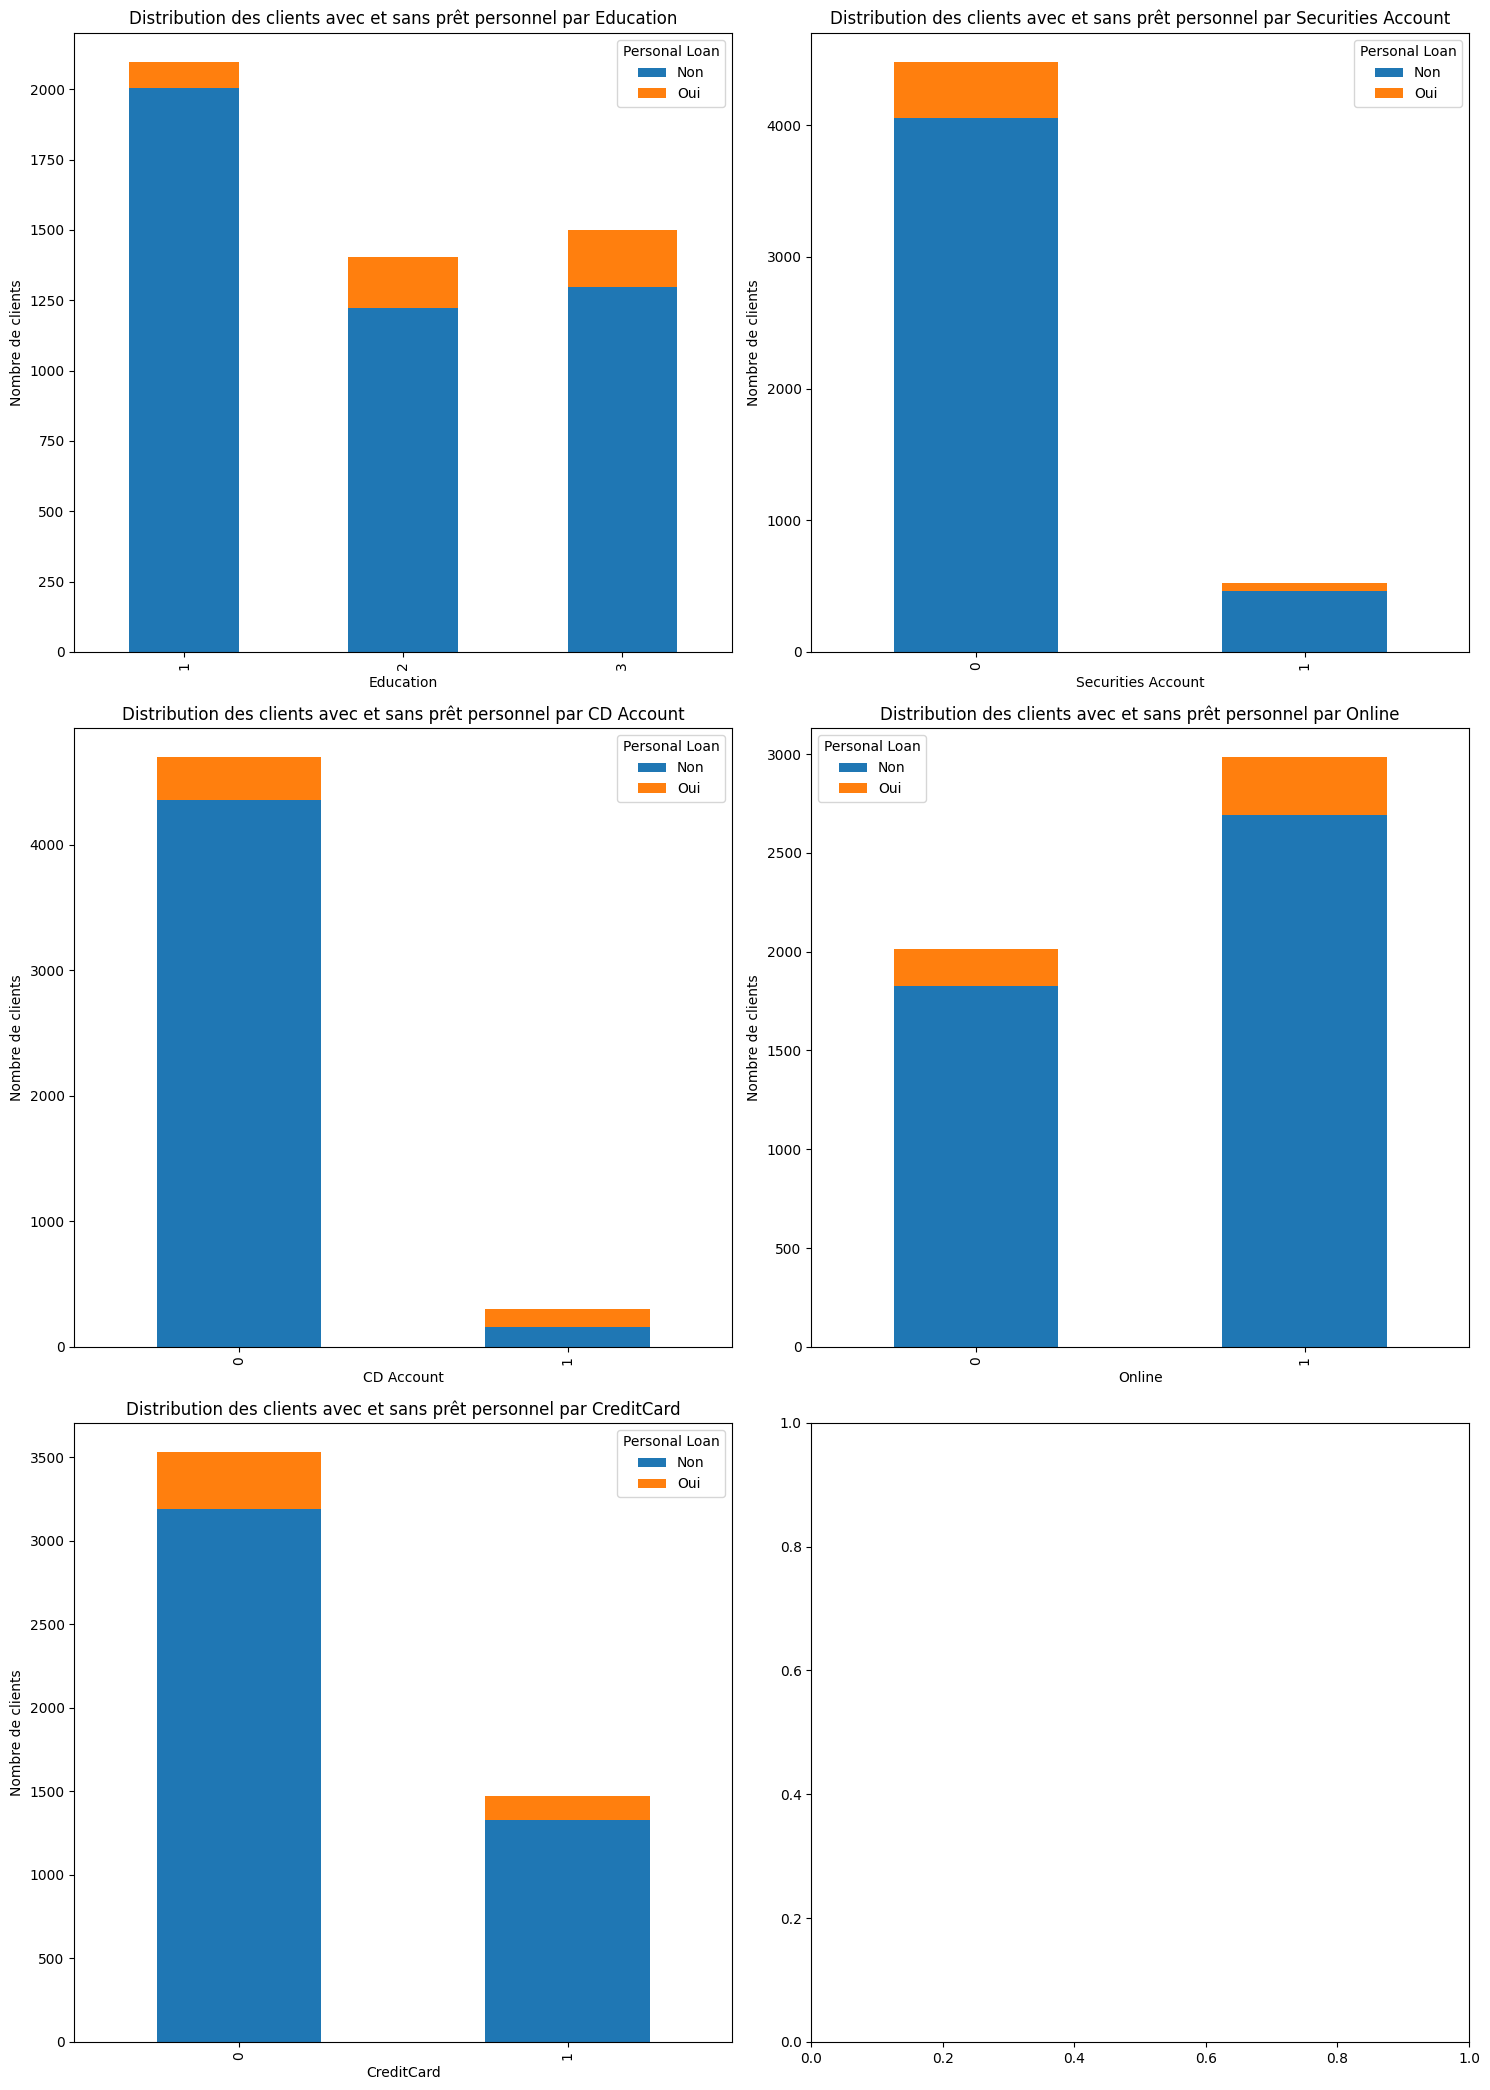 Distribution des clients avec et sans prêt personnel par Education
Personal Loan
Non
Oui
2000
1750
1500
1250
1000
750
500
250
0
Nombre de clients
1
2
3
Education
Distribution des clients avec et sans prêt personnel par Securities Account
Personal Loan
Non
Oui
4000
3000
2000
1000
0
Nombre de clients
0
1
Securities Account
Distribution des clients avec et sans prêt personnel par CD Account
Personal Loan
Non
Oui
4000
3000
2000
1000
0
Nombre de clients
0
1
CD Account
Distribution des clients avec et sans prêt personnel par Online
Personal Loan
Non
Oui
3000
2500
2000
1500
1000
500
0
Nombre de clients
0
1
Online
Distribution des clients avec et sans prêt personnel par CreditCard
Personal Loan
Non
Oui
3500
3000
2500
2000
1500
1000
500
0
Nombre de clients
0
1
CreditCard
1.0
0.8
0.6
0.4
0.2
0.0
0.0 0.2 0.4 0.6 0.8 1.0